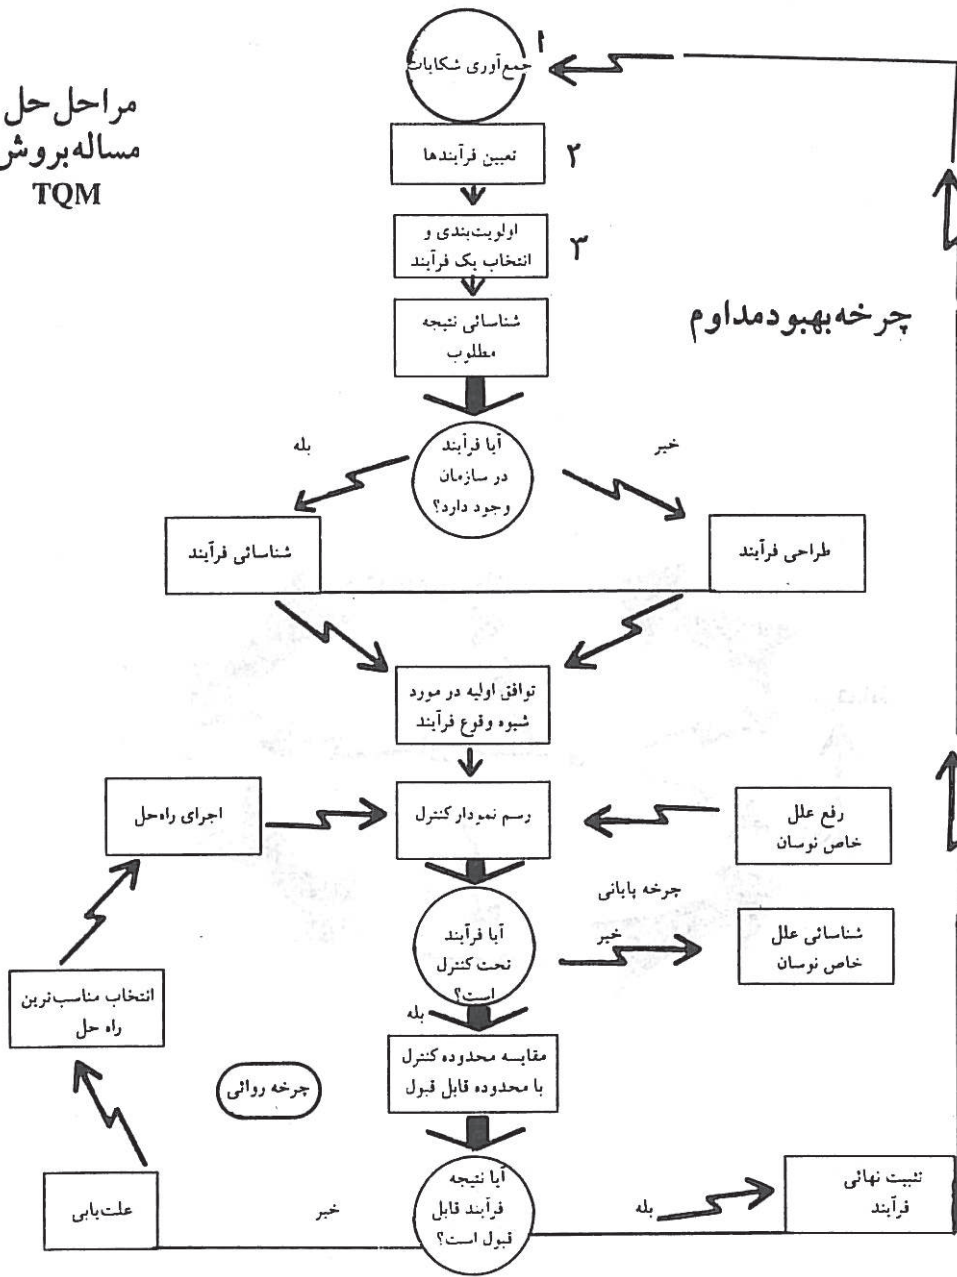 مراحل حل
مساله بروش
TQM
۱
جمع‌آوری شکایات
تعیین فرآیندها
۲
اولویت‌بندی و
انتخاب یک فرآیند
۳
شناسائی نتیجه
مطلوب
چرخه بهبود مداوم
آیا فرآیند
در سازمان
وجود دارد؟
بله
خیر
شناسائی فرآیند
طراحی فرآیند
توافق اولیه در مورد
شیوه وقوع فرآیند
اجرای راه‌حل
رسم نمودار کنترل
رفع علل
خاص نوسان
چرخه پایانی
آیا فرآیند
تحت کنترل
است؟
خیر
شناسائی علل
خاص نوسان
بله
انتخاب مناسب‌ترین
راه حل
مقایسه محدوده کنترل
با محدوده قابل قبول
چرخه روائی
علت‌یابی
خیر
آیا نتیجه
فرآیند قابل
قبول است؟
بله
تثبیت نهائی
فرآیند